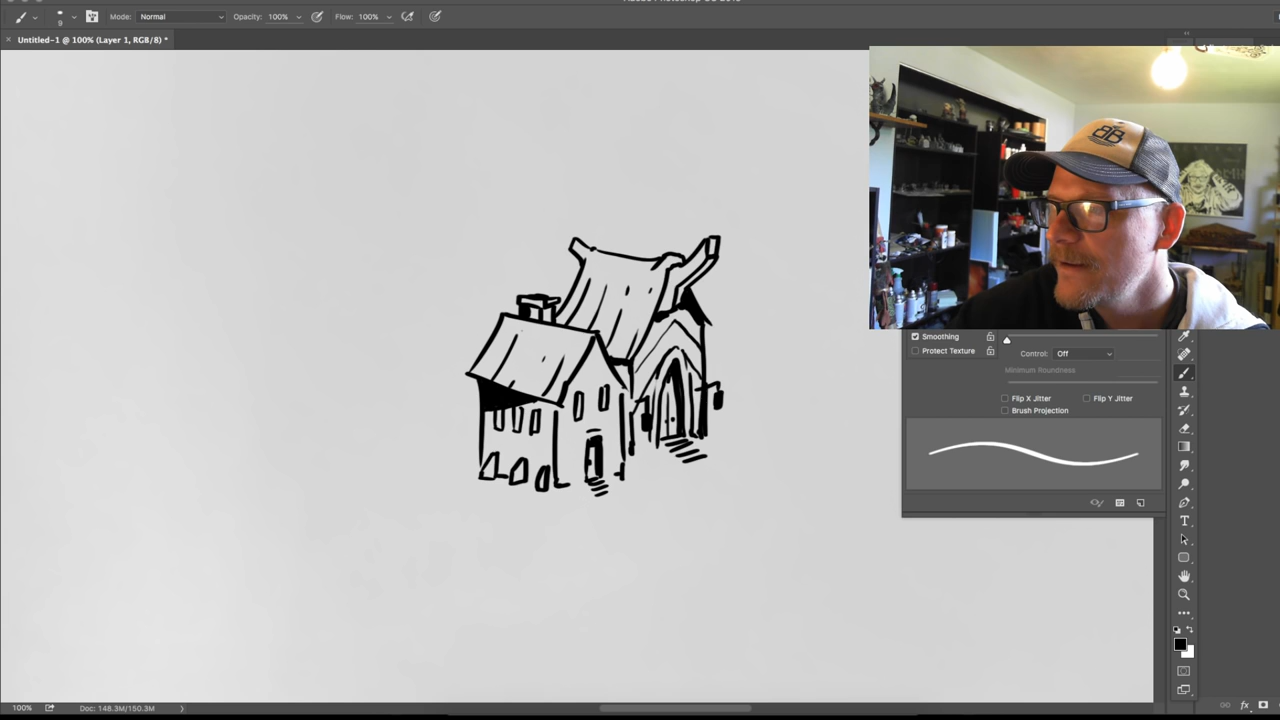 9 Mode: Normal Opacity: 100% Flow: 100%
× Untitled-1 @ 100% (Layer 1, RGB/8) *
Smoothing
Protect Texture
Control: Off
Minimum Roundness
Flip X Jitter Flip Y Jitter
Brush Projection
100% Doc: 148.3M/150.3M